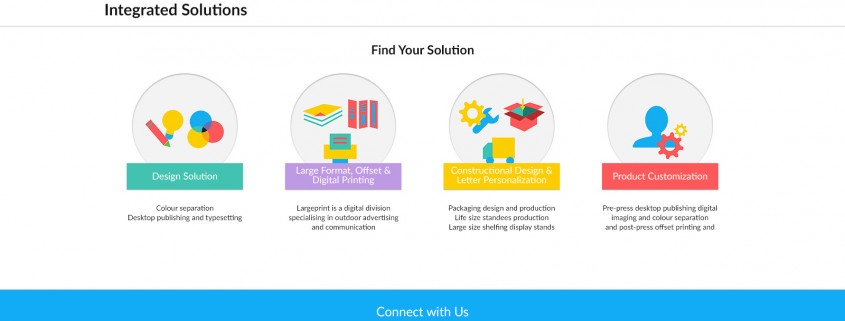 Integrated Solutions
Find Your Solution
Design Solution
Colour separation
Desktop publishing and typesetting
Large Format, Offset &
Digital Printing
Largeprint is a digital division
specialising in outdoor advertising
and communication
Constructional Design &
Letter Personalization
Packaging design and production
Life size standees production
Large size shelfing display stands
Product Customization
Pre-press desktop publishing digital
imaging and colour separation
and post-press offset printing and
Connect with Us